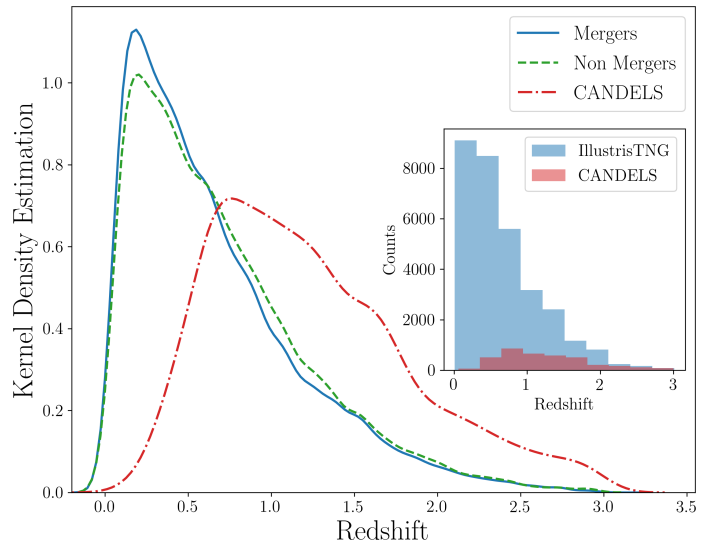 Mergers
Non Mergers
CANDELS
Kernel Density Estimation
1.0
0.8
0.6
0.4
0.2
0.0
0.0 0.5 1.0 1.5 2.0 2.5 3.0 3.5
Redshift
IllustrisTNG
CANDELS
Counts
8000
6000
4000
2000
0
0 1 2 3
Redshift